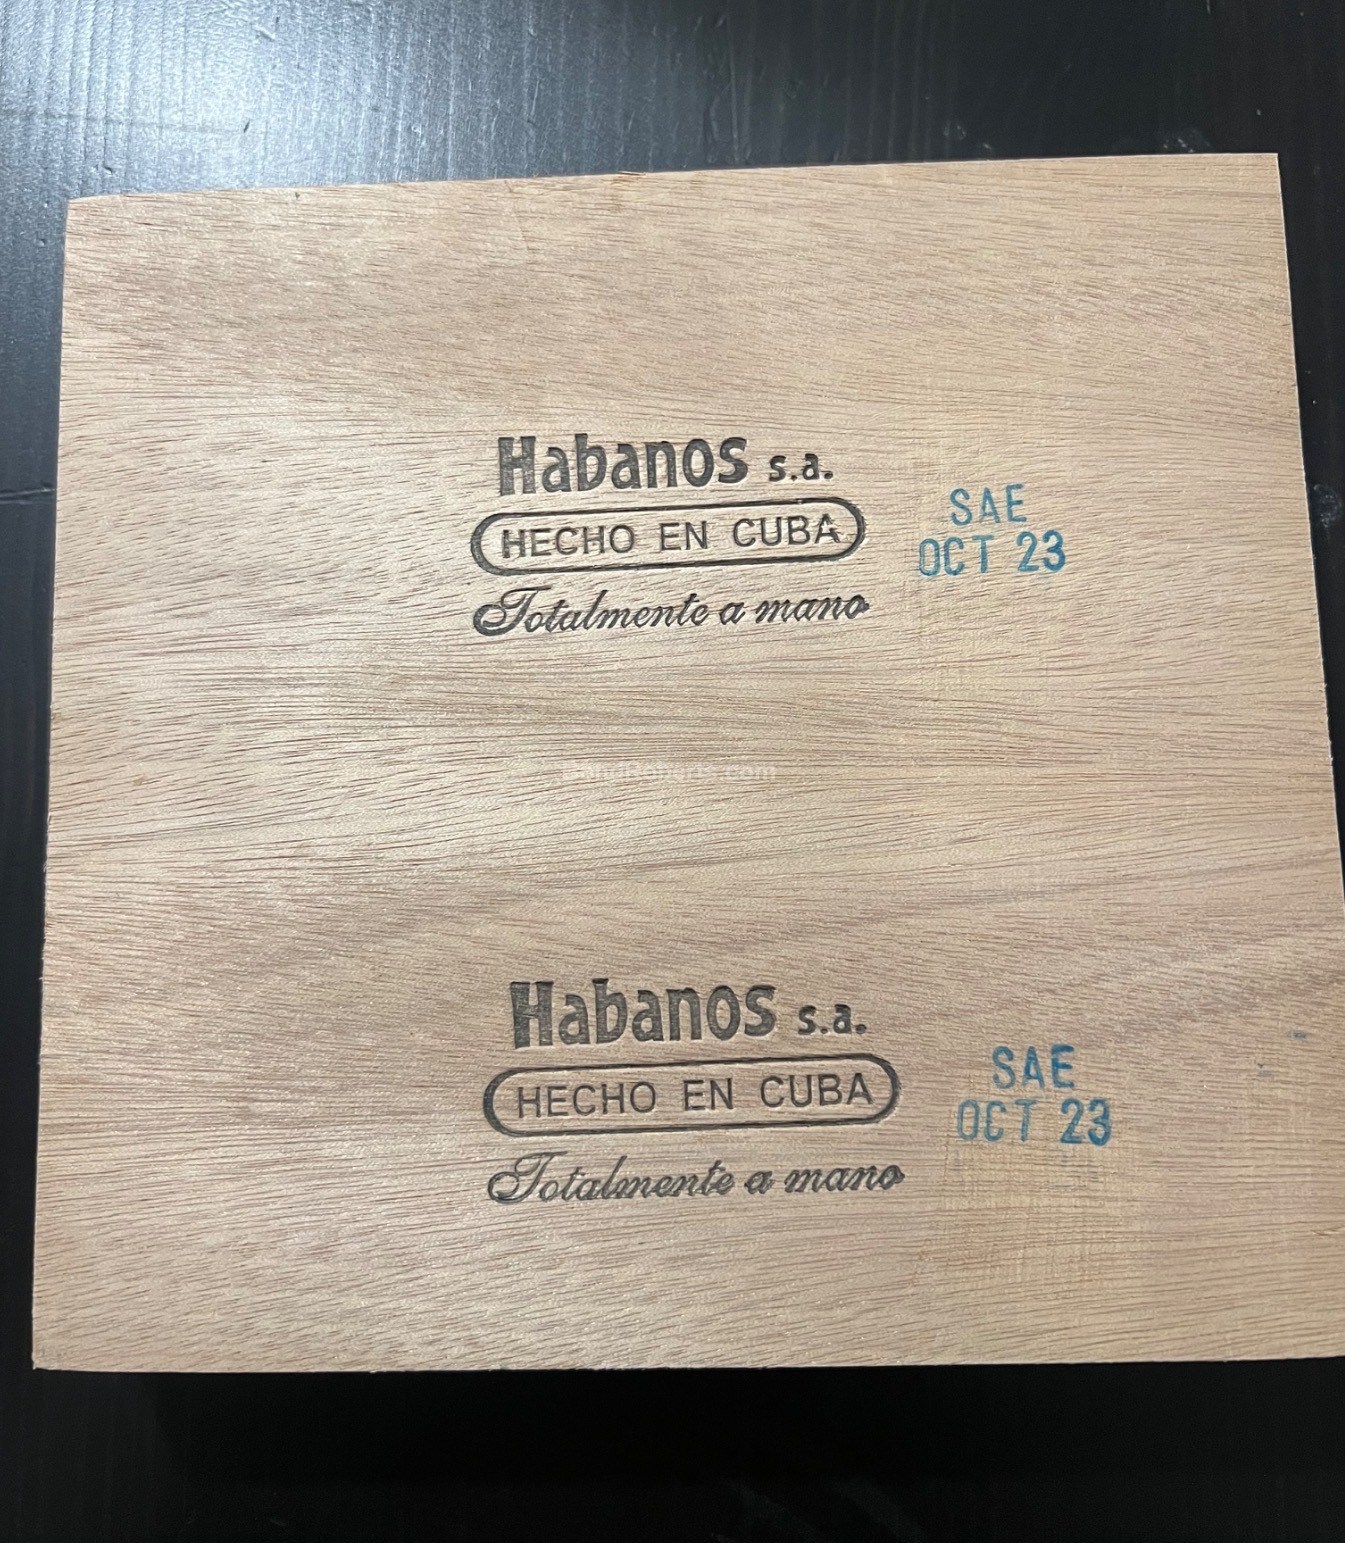 Habanos s.a.
HECHO EN CUBA
Totalmente a mano
SAE
OCT 23
Habanos s.a.
HECHO EN CUBA
Totalmente a mano
SAE
OCT 23